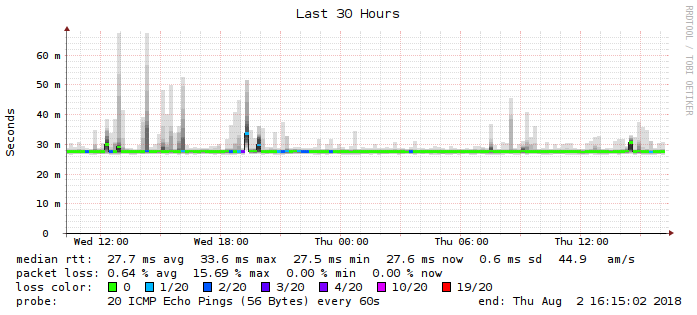 Last 30 Hours
RRDTOOL / TOBI OETIKER
Seconds
60 m
50 m
40 m
30 m
20 m
10 m
0
Wed 12:00 Wed 18:00 Thu 00:00 Thu 06:00 Thu 12:00
median rtt: 27.7 ms avg 33.6 ms max 27.5 ms min 27.6 ms now 0.6 ms sd 44.9 am/s
packet loss: 0.64 % avg 15.69 % max 0.00 % min 0.00 % now
loss color: 0 1/20 2/20 3/20 4/20 10/20 19/20
probe: 20 ICMP Echo Pings (56 Bytes) every 60s end: Thu Aug 2 16:15:02 2018